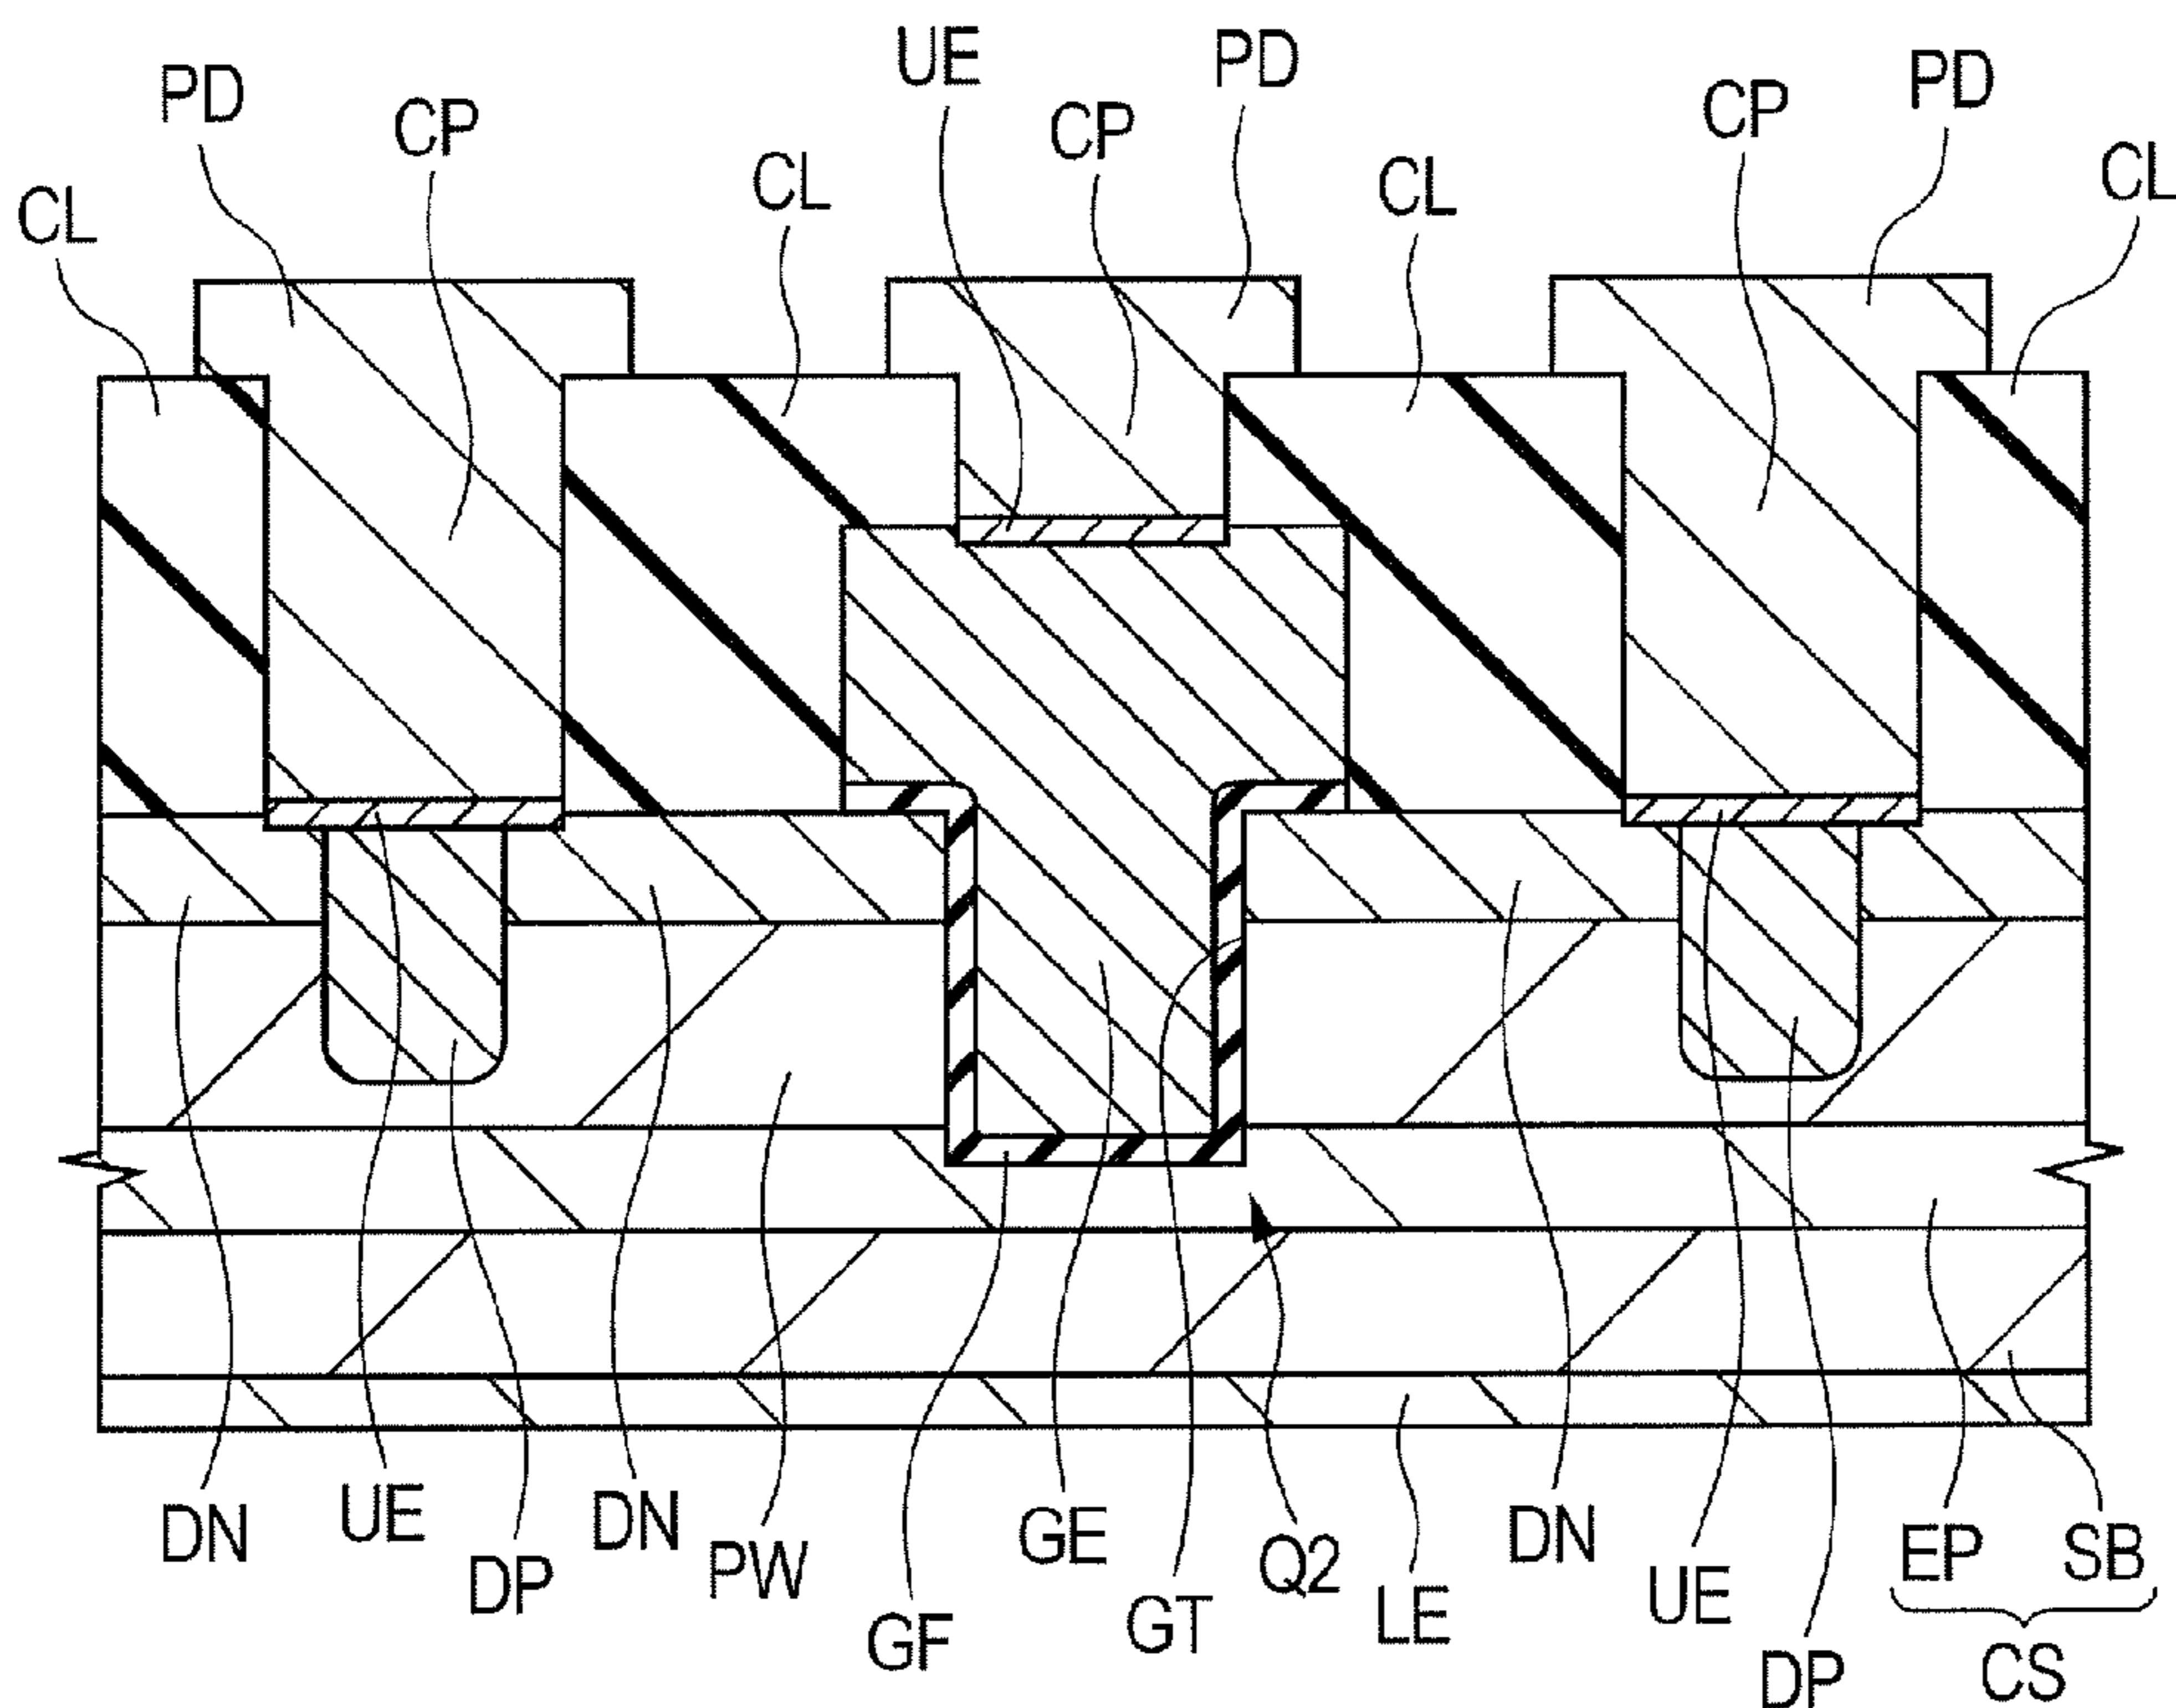 PD CP UE PD CP CP PD
CL CL CL CL
DN UE DP DN PW GF GE GT Q2 LE DN UE DP EP SB
CS